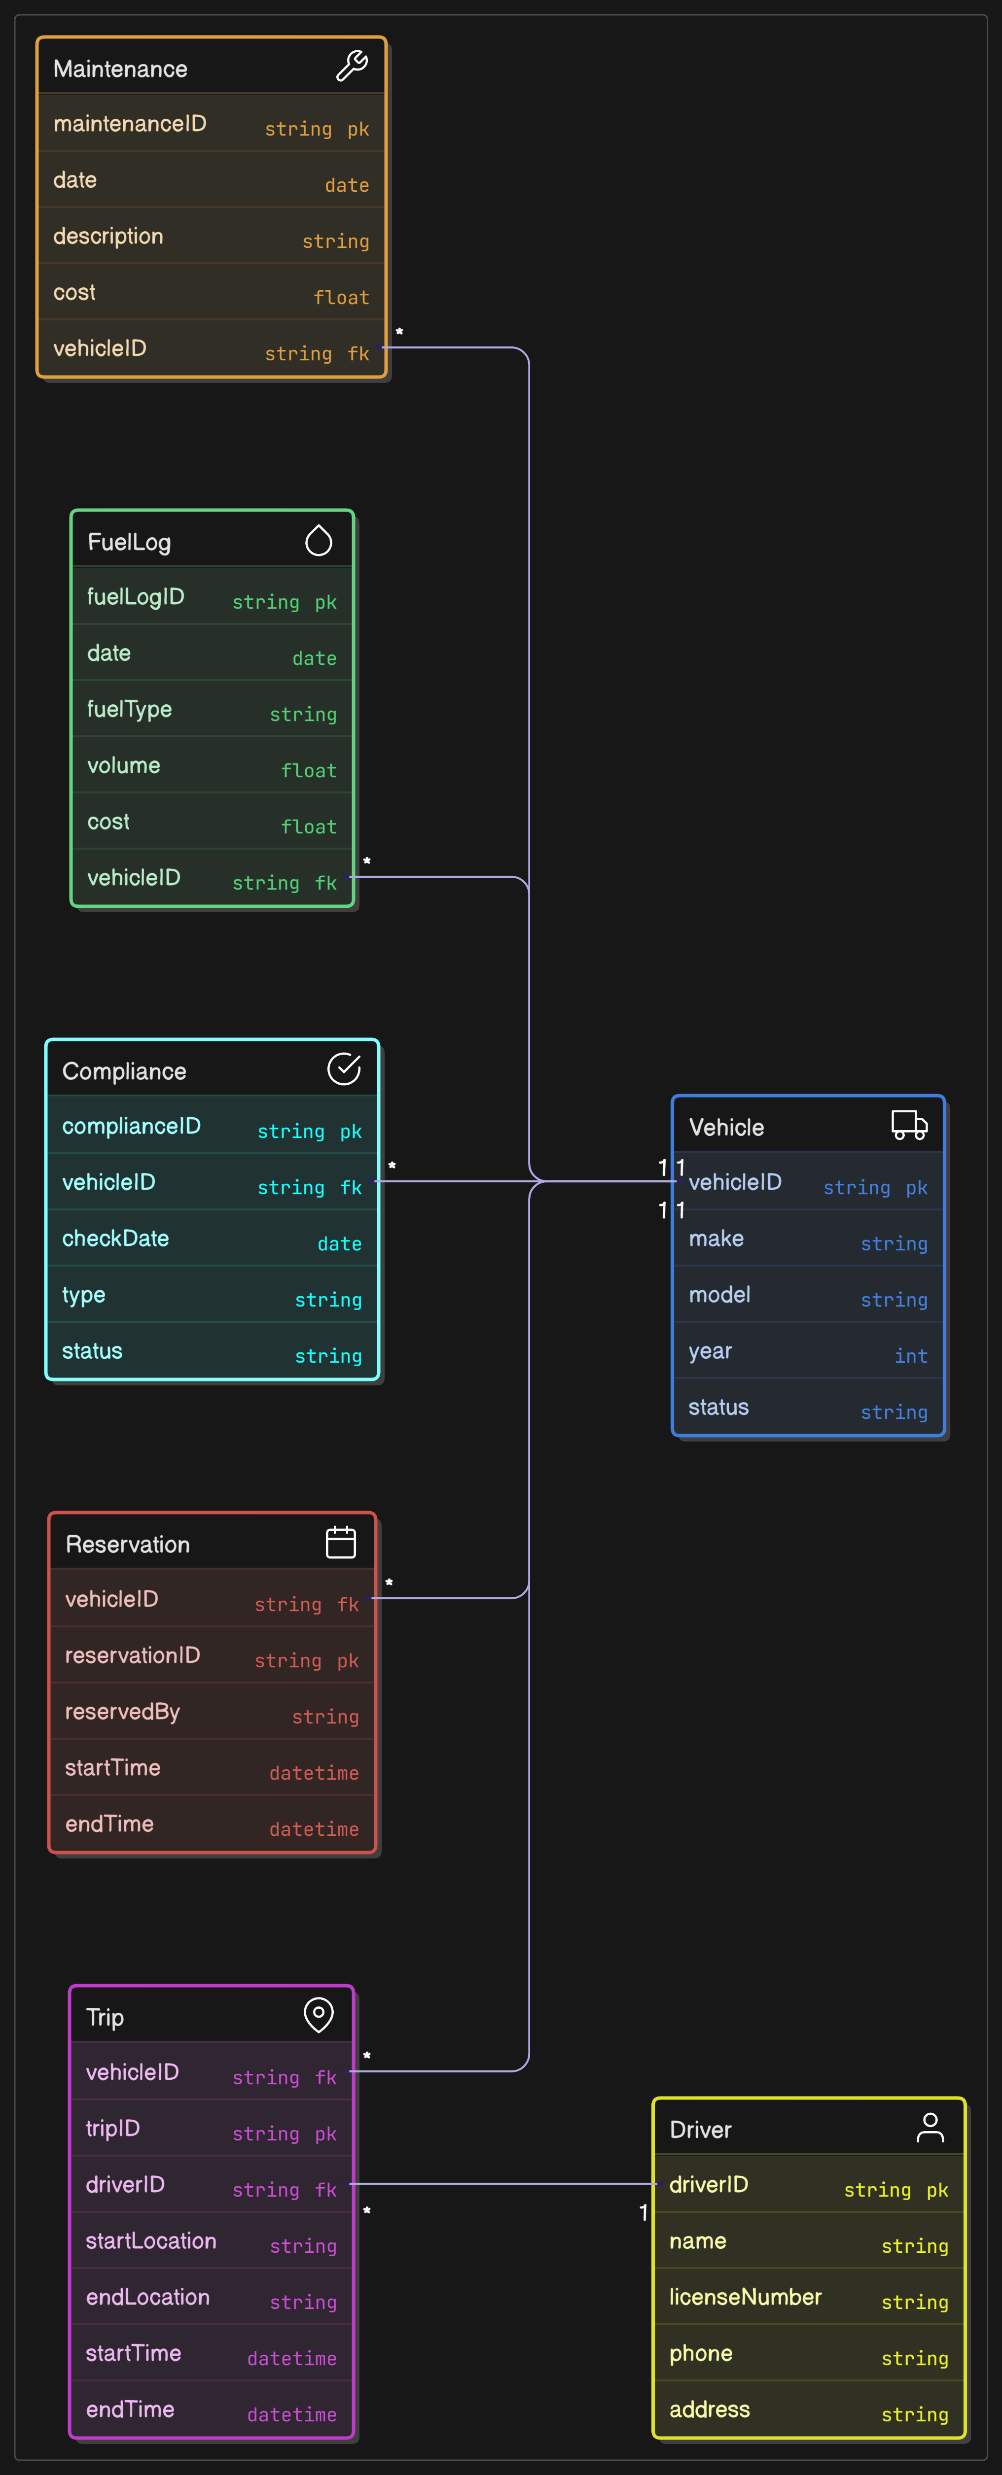 Maintenance
maintenanceID string pk
date date
description string
cost float
vehicleID string fk
*
FuelLog
fuelLogID string pk
date date
fuelType string
volume float
cost float
vehicleID string fk
*
Compliance
complianceID string pk
vehicleID string fk
*
checkDate date
type string
status string
Vehicle
1 1
vehicleID string pk
1 1
make string
model string
year int
status string
Reservation
vehicleID string fk
*
reservationID string pk
reservedBy string
startTime datetime
endTime datetime
Trip
vehicleID string fk
*
tripID string pk
driverID string fk
*
startLocation string
endLocation string
startTime datetime
endTime datetime
Driver
driverID string pk
1
name string
licenseNumber string
phone string
address string